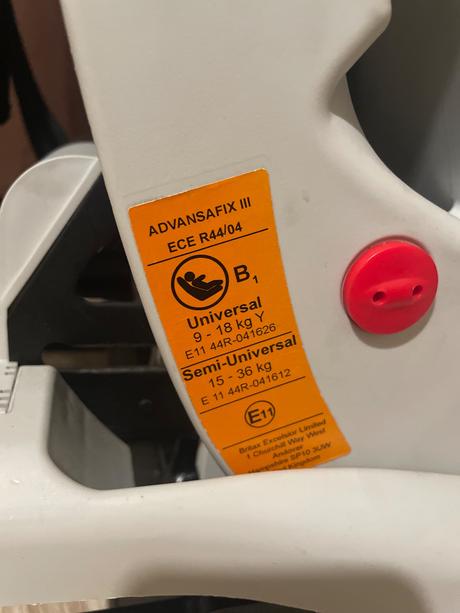 ADVANSAFIX III
ECE R44/04
B1
Universal
9 - 18 kg Y
E11 44R-041626
Semi-Universal
15 - 36 kg
E 11 44R-041612
E11
Britax Excelsior Limited
1 Churchill Way West
Andover
Hampshire SP10 3UW
United Kingdom